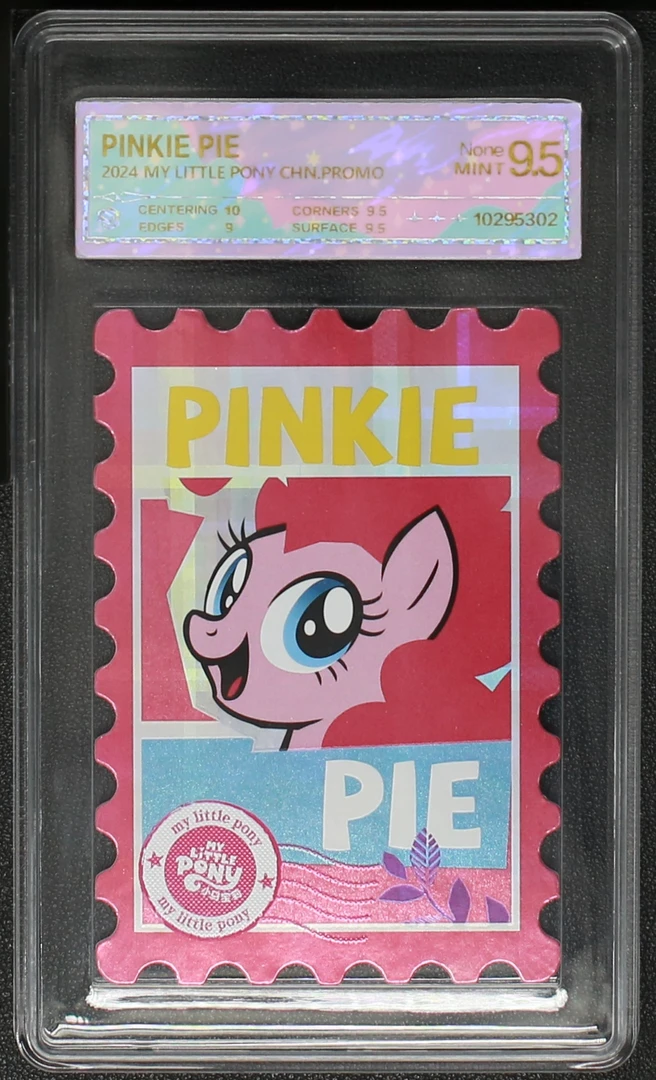 PINKIE PIE
2024 MY LITTLE PONY CHN.PROMO
None
MINT 9.5
CENTERING 10 CORNERS 9.5
EDGES 9 SURFACE 9.5
10295302
PINKIE
PIE
my little pony
MY
LITTLE
PONY
my little pony